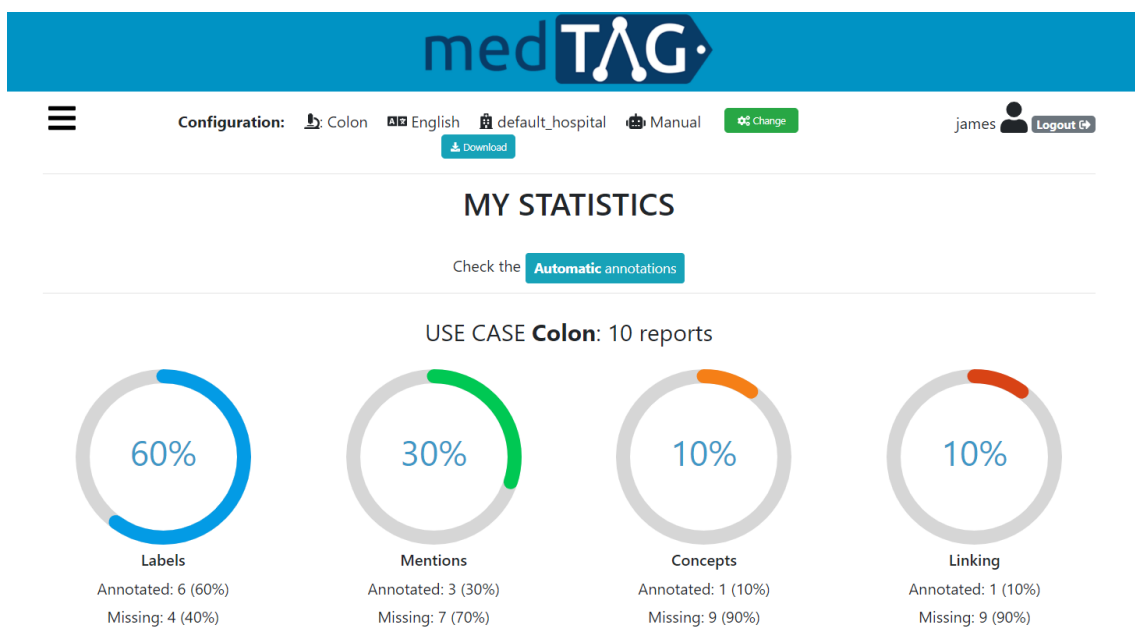 medTAG
Configuration: : Colon English default_hospital Manual Change
Download
james Logout
MY STATISTICS
Check the Automatic annotations
USE CASE Colon: 10 reports
60% 30% 10% 10%
Labels Mentions Concepts Linking
Annotated: 6 (60%) Annotated: 3 (30%) Annotated: 1 (10%) Annotated: 1 (10%)
Missing: 4 (40%) Missing: 7 (70%) Missing: 9 (90%) Missing: 9 (90%)